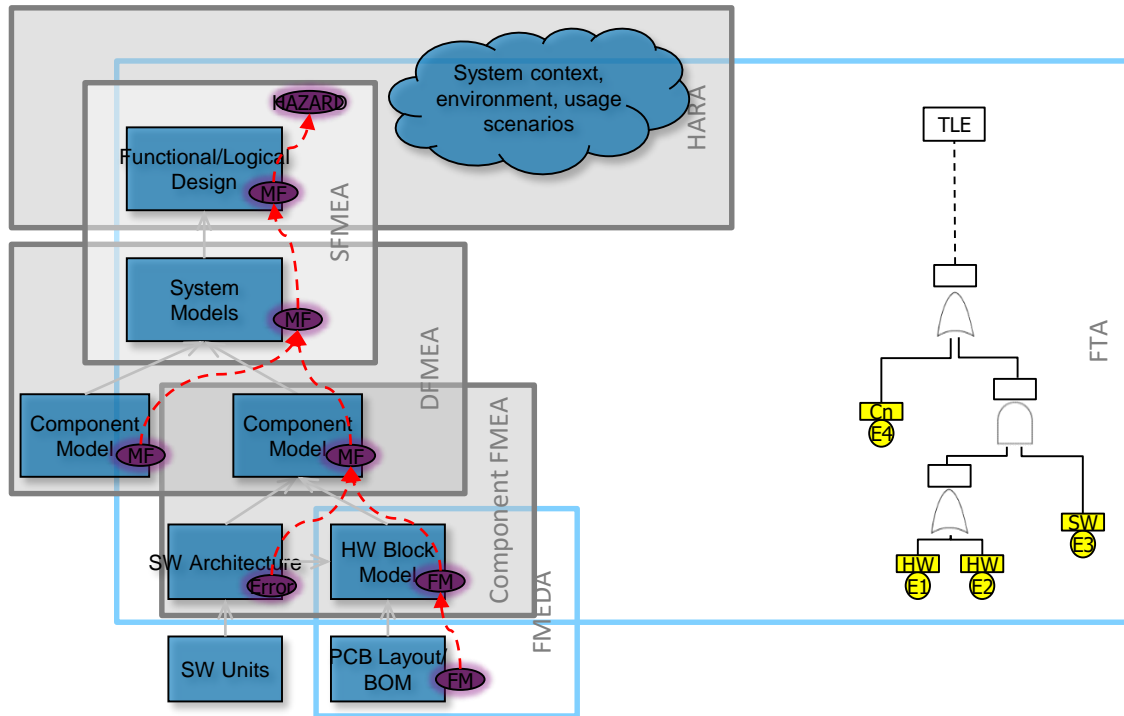 System context,
environment, usage
scenarios
HARA
HAZARD
Functional/Logical
Design
MF
SFMEA
System
Models
MF
DFMEA
Component
Model
MF
Component
Model
MF
Component FMEA
SW Architecture
Error
HW Block
Model
FM
FMEDA
SW Units
PCB Layout/
BOM
FM
TLE
FTA
Cn
E4
SW
E3
HW
E1
HW
E2